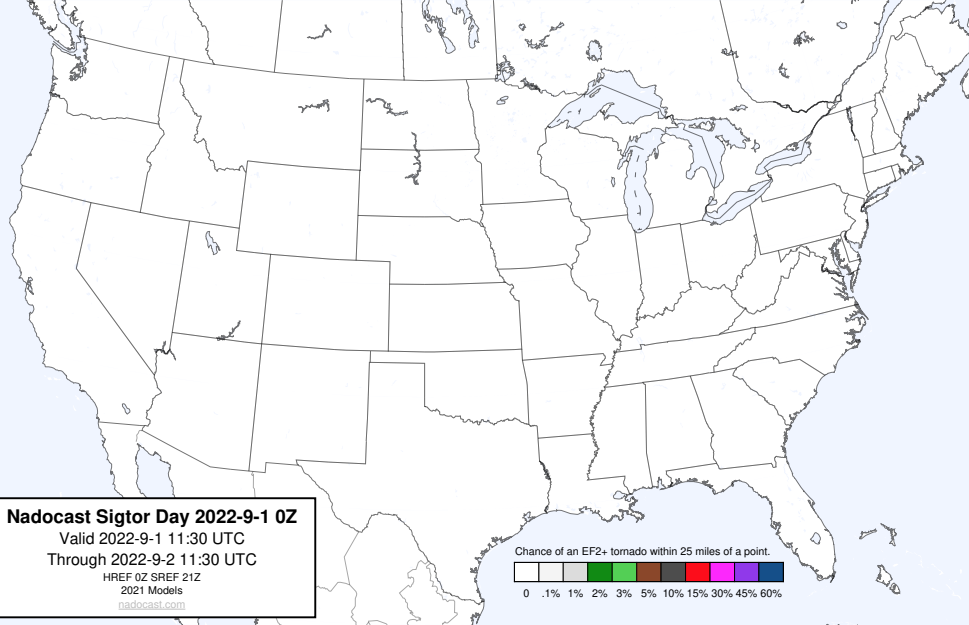 Nadocast Sigtor Day 2022-9-1 0Z
Valid 2022-9-1 11:30 UTC
Through 2022-9-2 11:30 UTC
HREF 0Z SREF 21Z
2021 Models
nadocast.com
Chance of an EF2+ tornado within 25 miles of a point.
0 .1% 1% 2% 3% 5% 10% 15% 30% 45% 60%